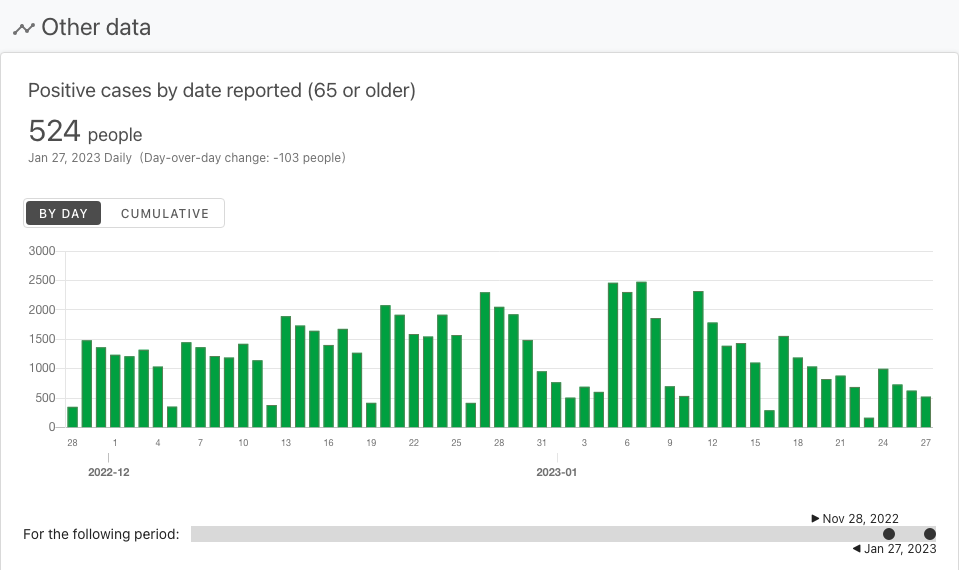 Other data
Positive cases by date reported (65 or older)
524 people
Jan 27, 2023 Daily (Day-over-day change: -103 people)
BY DAY CUMULATIVE
3000
2500
2000
1500
1000
500
0
28 1 4 7 10 13 16 19 22 25 28 31 3 6 9 12 15 18 21 24 27
2022-12 2023-01
Nov 28, 2022
For the following period:
Jan 27, 2023